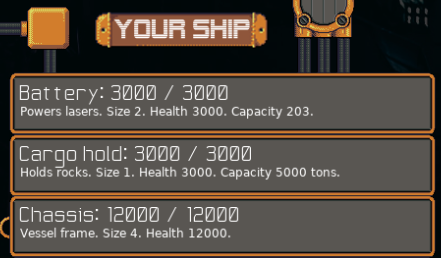 YOUR SHIP
Battery: 3000 / 3000
Powers lasers. Size 2. Health 3000. Capacity 203.
Cargo hold: 3000 / 3000
Holds rocks. Size 1. Health 3000. Capacity 5000 tons.
Chassis: 12000 / 12000
Vessel frame. Size 4. Health 12000.